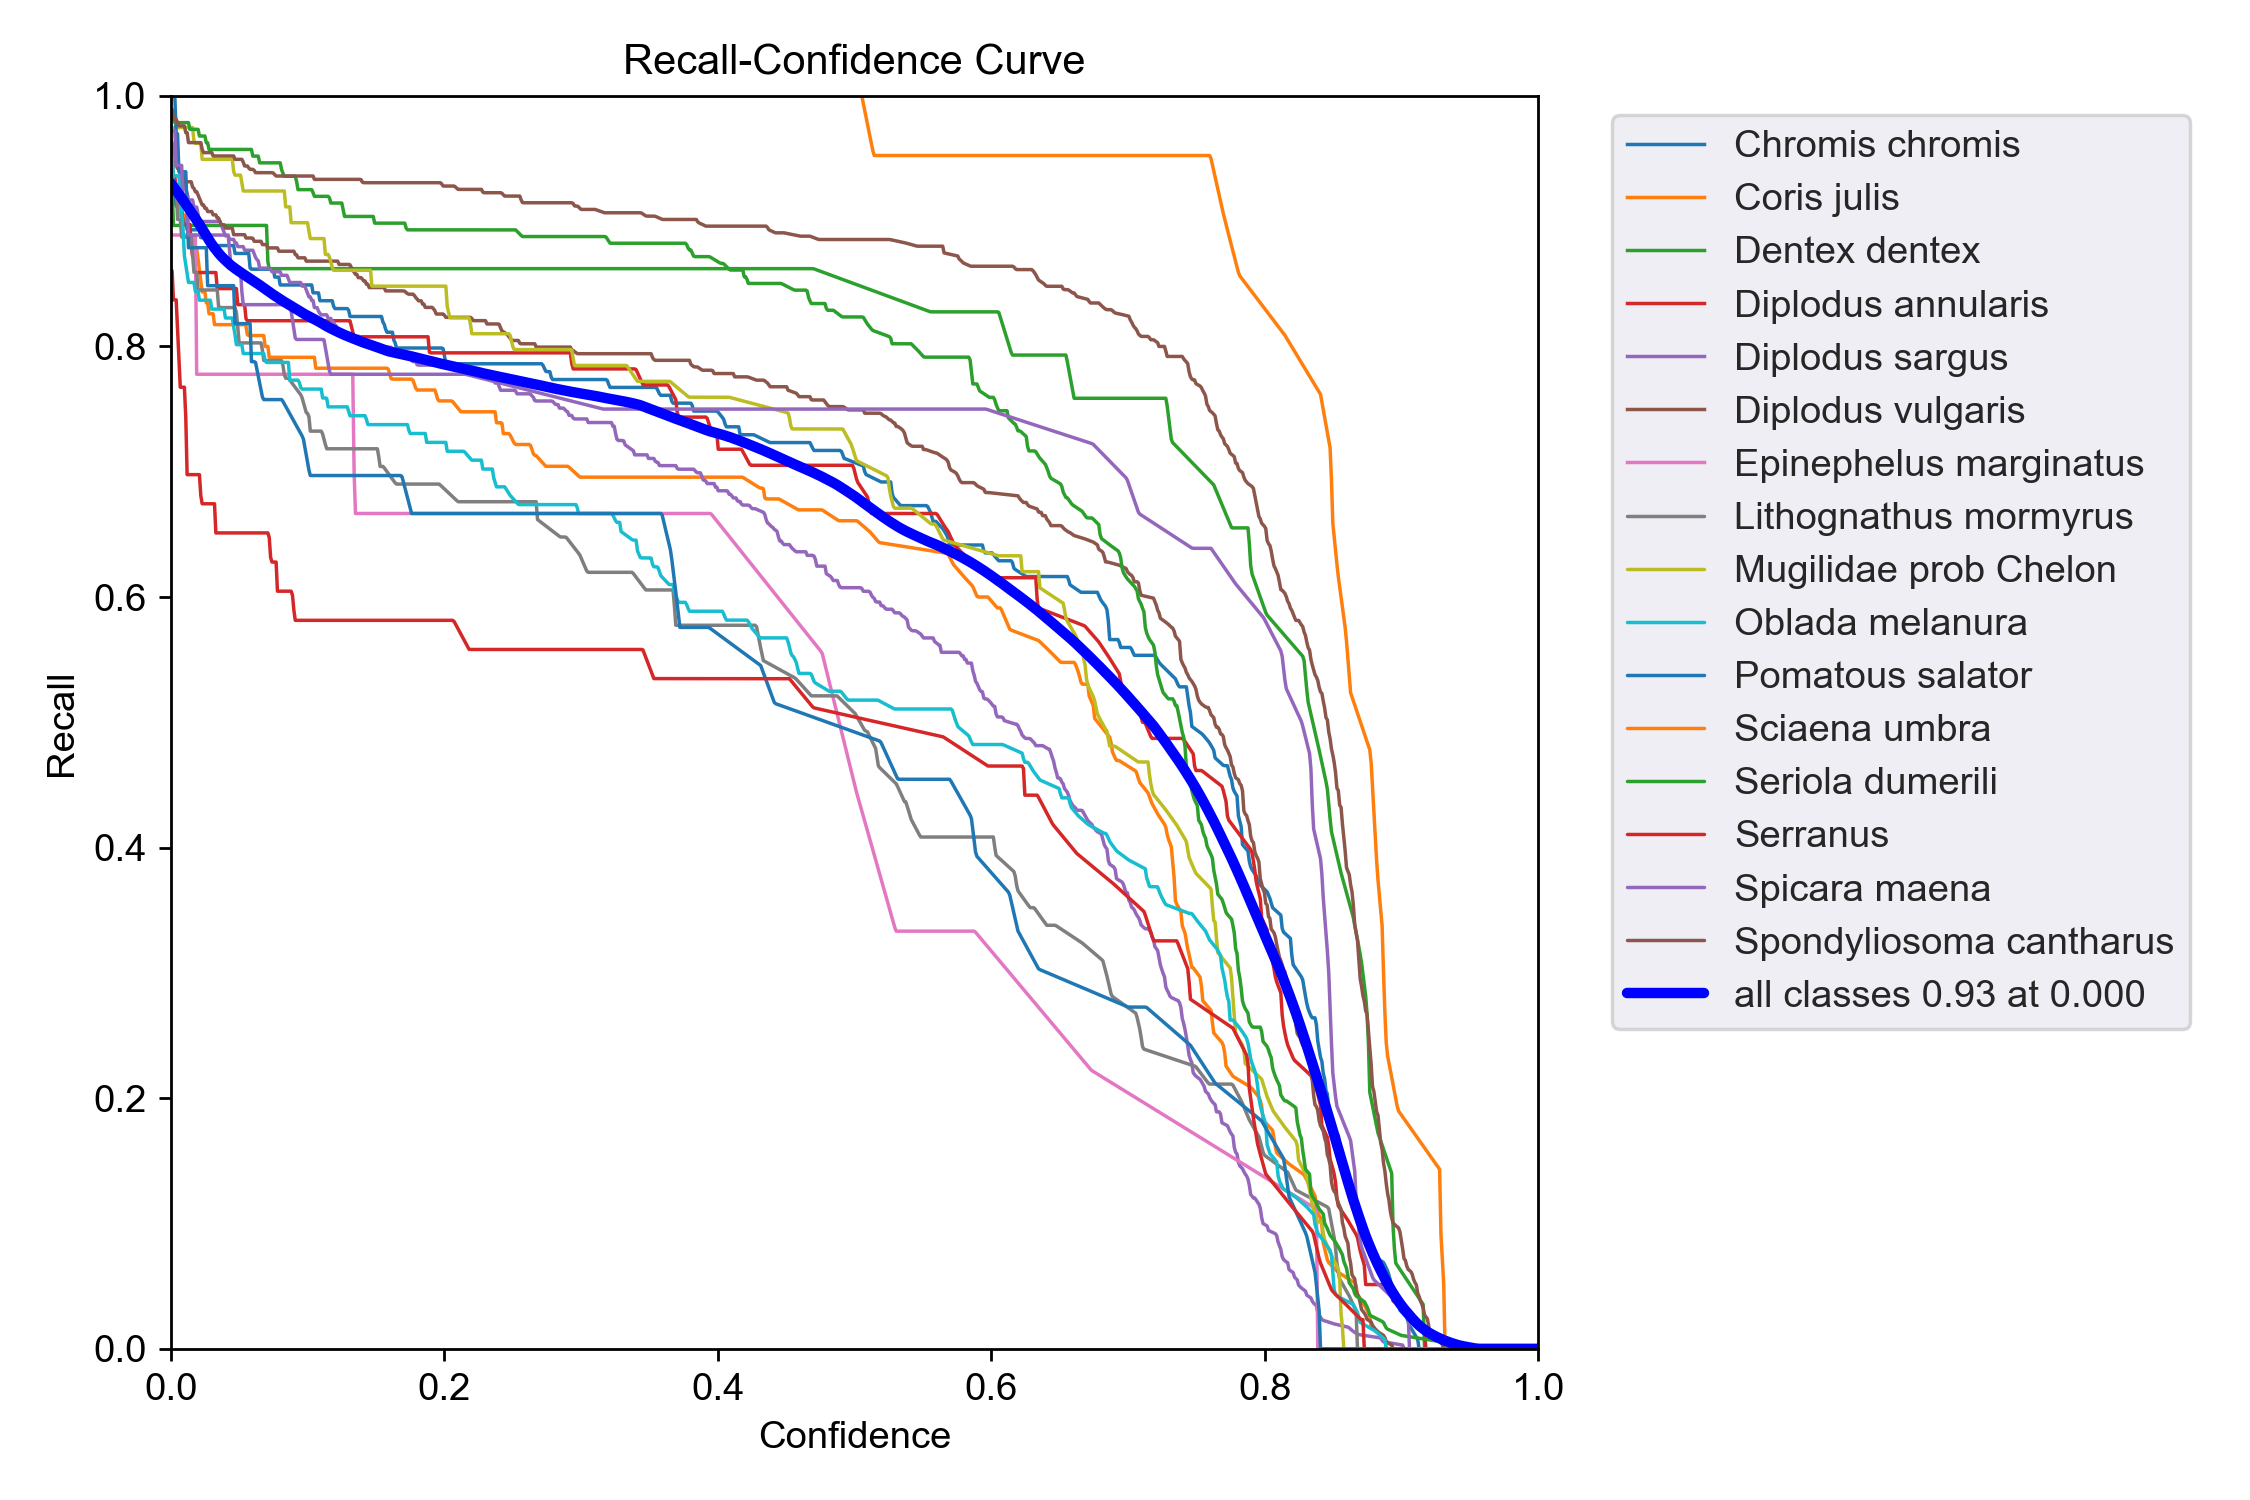 Recall-Confidence Curve
1.0
0.8
0.6
0.4
0.2
0.0
Recall
0.0 0.2 0.4 0.6 0.8 1.0
Confidence
Chromis chromis
Coris julis
Dentex dentex
Diplodus annularis
Diplodus sargus
Diplodus vulgaris
Epinephelus marginatus
Lithognathus mormyrus
Mugilidae prob Chelon
Oblada melanura
Pomatous salator
Sciaena umbra
Seriola dumerili
Serranus
Spicara maena
Spondyliosoma cantharus
all classes 0.93 at 0.000